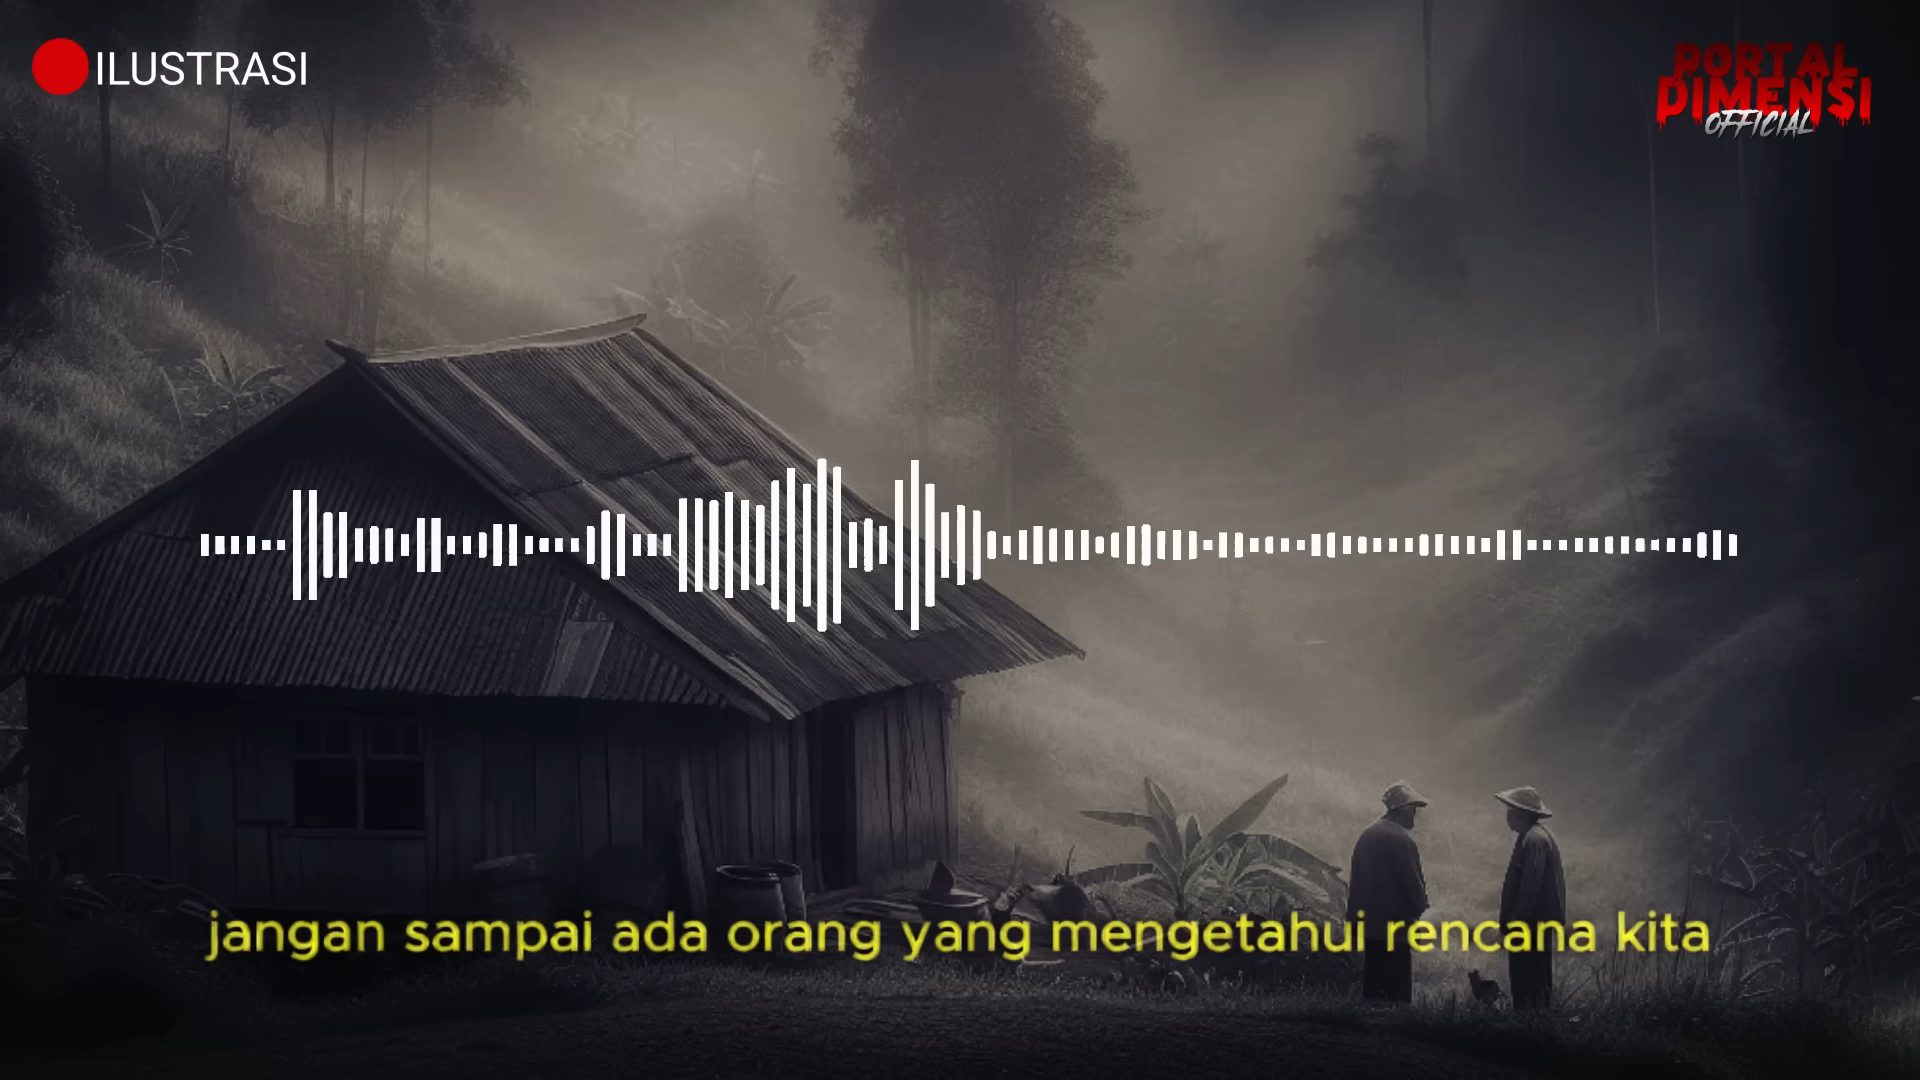 ILUSTRASI
PORTAL
DIMENSI
OFFICIAL
jangan sampai ada orang yang mengetahui rencana kita